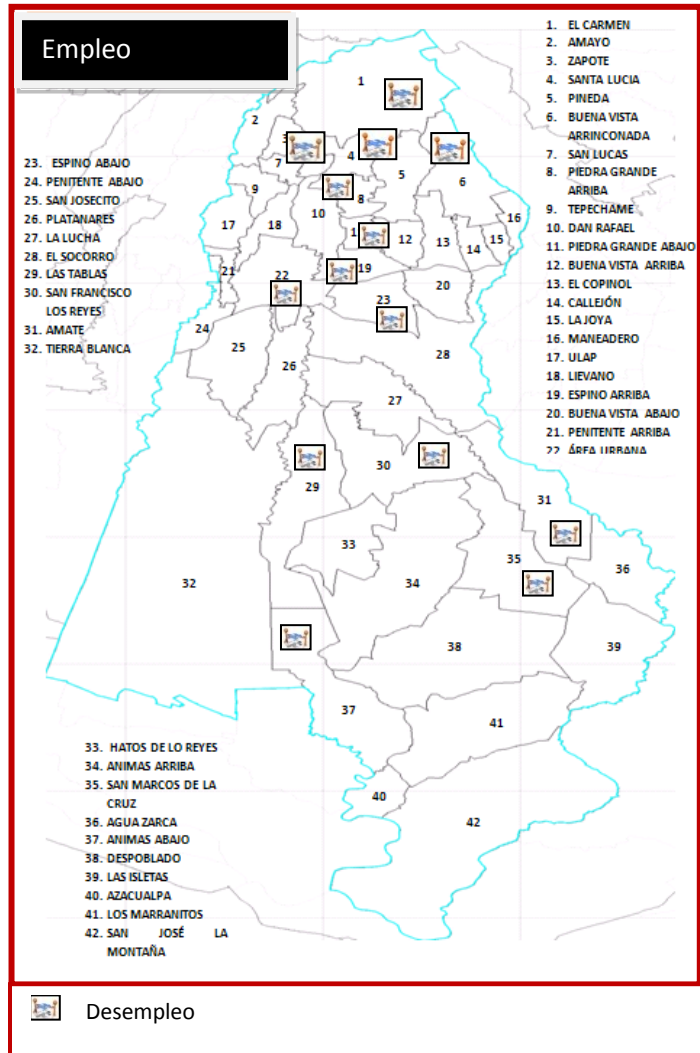 Empleo
1. EL CARMEN
2. AMAYO
3. ZAPOTE
4. SANTA LUCIA
5. PINEDA
6. BUENA VISTA
ARRINCONADA
7. SAN LUCAS
8. PIEDRA GRANDE
ARRIBA
9. TEPECHAME
10. DAN RAFAEL
11. PIEDRA GRANDE ABAJO
12. BUENA VISTA ARRIBA
13. EL COPINOL
14. CALLEJÓN
15. LA JOYA
16. MANEADERO
17. ULAP
18. LIEVANO
19. ESPINO ARRIBA
20. BUENA VISTA ABAJO
21. PENITENTE ARRIBA
22 ÁREA URBANA
23. ESPINO ABAJO
24. PENITENTE ABAJO
25. SAN JOSECITO
26. PLATANARES
27. LA LUCHA
28. EL SOCORRO
29. LAS TABLAS
30. SAN FRANCISCO
LOS REYES
31. AMATE
32. TIERRA BLANCA
1
2
3
4
5
7
6
9
8
10
16
17
18
1
12
13
14
15
21
22
19
20
23
24
25
26
28
27
30
29
31
33
34
35
36
32
38
39
37
41
40
42
33. HATOS DE LO REYES
34. ANIMAS ARRIBA
35. SAN MARCOS DE LA
CRUZ
36. AGUA ZARCA
37. ANIMAS ABAJO
38. DESPOBLADO
39. LAS ISLETAS
40. AZACUALPA
41. LOS MARRANITOS
42. SAN JOSÉ LA
MONTAÑA
Desempleo